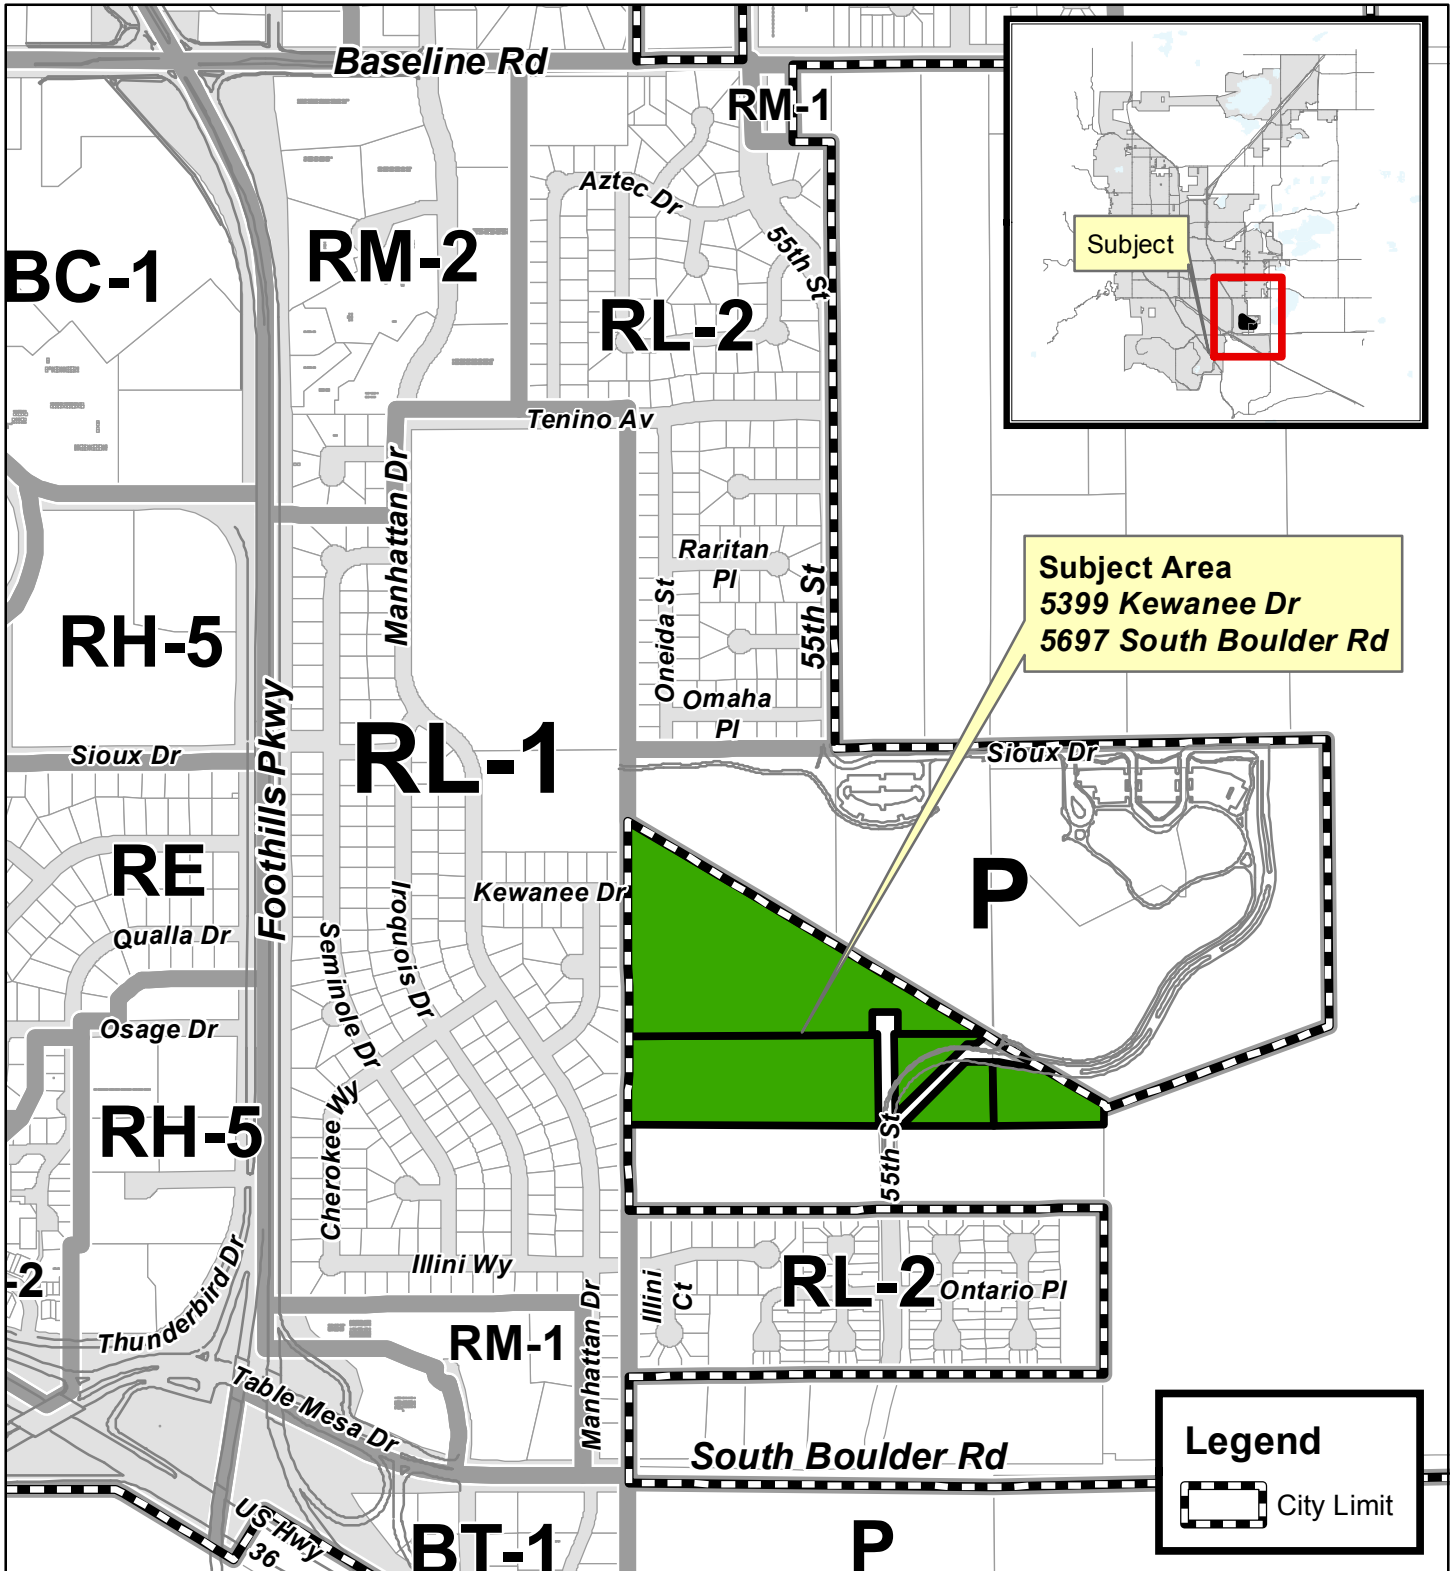 Baseline Rd
RM-1
Aztec Dr
55th St
BC-1
RM-2
RL-2
Subject
Tenino Av
Manhattan Dr
Raritan
Pl
Oneida St
55th St
Subject Area
5399 Kewanee Dr
5697 South Boulder Rd
RH-5
Omaha
Pl
Sioux Dr
Foothills Pkwy
RL-1
Sioux Dr
RE
Kewanee Dr
P
Qualla Dr
Seminole Dr
Iroquois Dr
Osage Dr
RH-5
Cherokee Wy
55th St
Illini Wy
Illini
Ct
RL-2
Ontario Pl
-2
Thunderbird Dr
RM-1
Manhattan Dr
Table Mesa Dr
South Boulder Rd
Legend
City Limit
US Hwy
36
BT-1
P